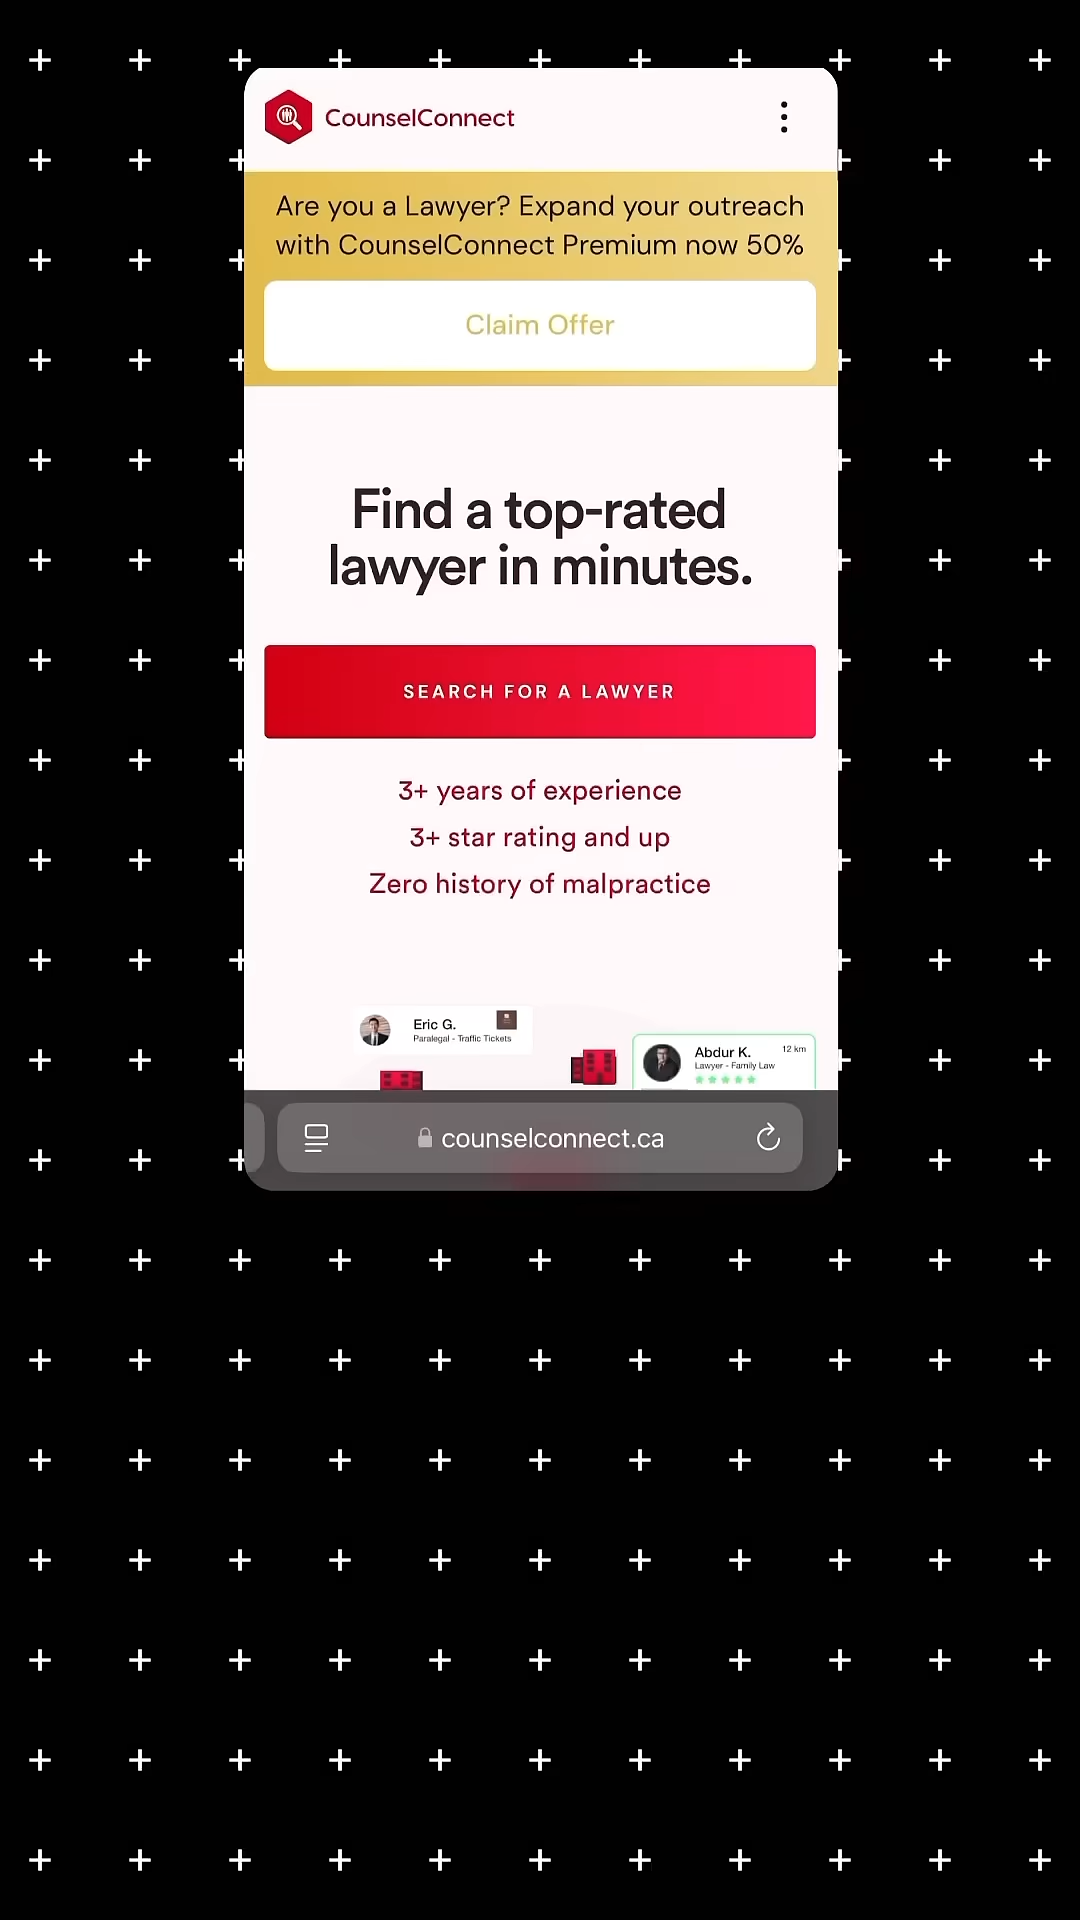 CounselConnect
Are you a Lawyer? Expand your outreach
with CounselConnect Premium now 50%
Claim Offer
Find a top-rated
lawyer in minutes.
SEARCH FOR A LAWYER
3+ years of experience
3+ star rating and up
Zero history of malpractice
Eric G.
Paralegal - Traffic Tickets
Abdur K.
12 km
Lawyer - Family Law
counselconnect.ca